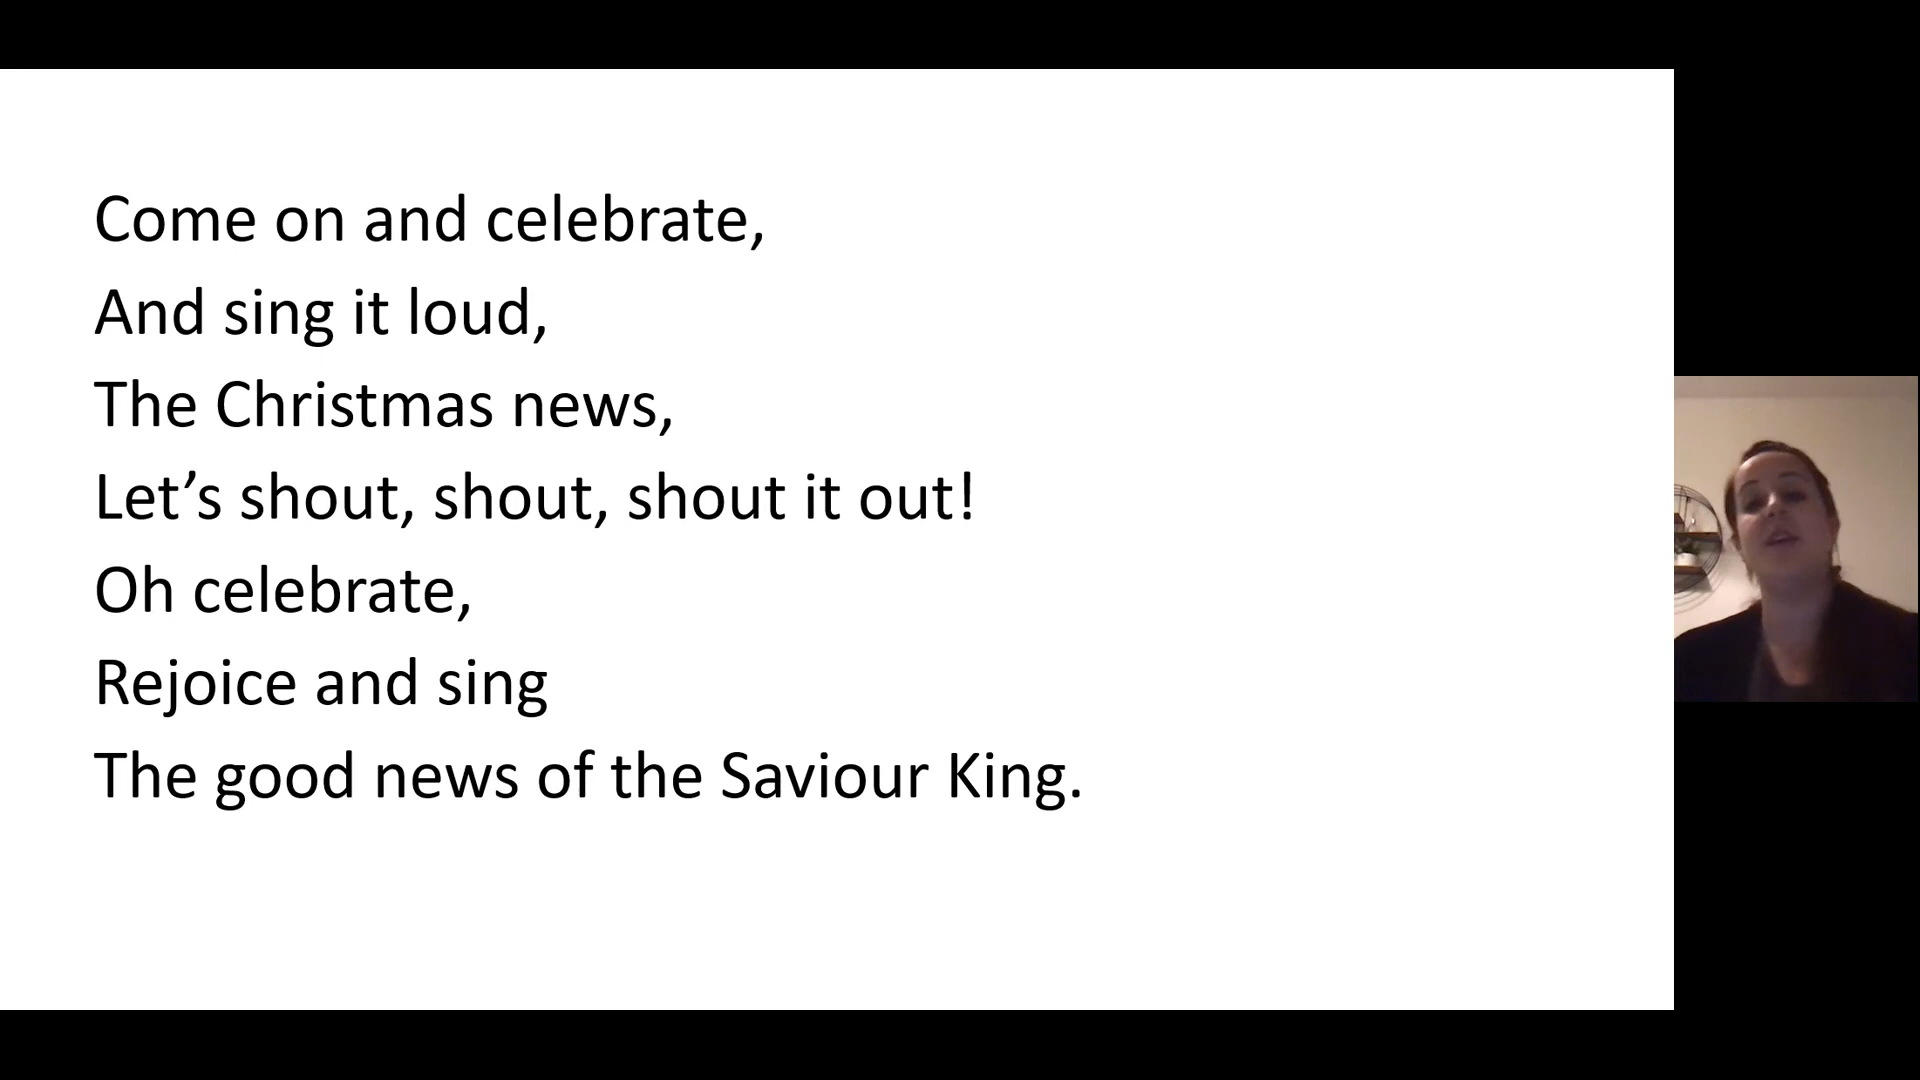 Come on and celebrate,
And sing it loud,
The Christmas news,
Let’s shout, shout, shout it out!
Oh celebrate,
Rejoice and sing
The good news of the Saviour King.